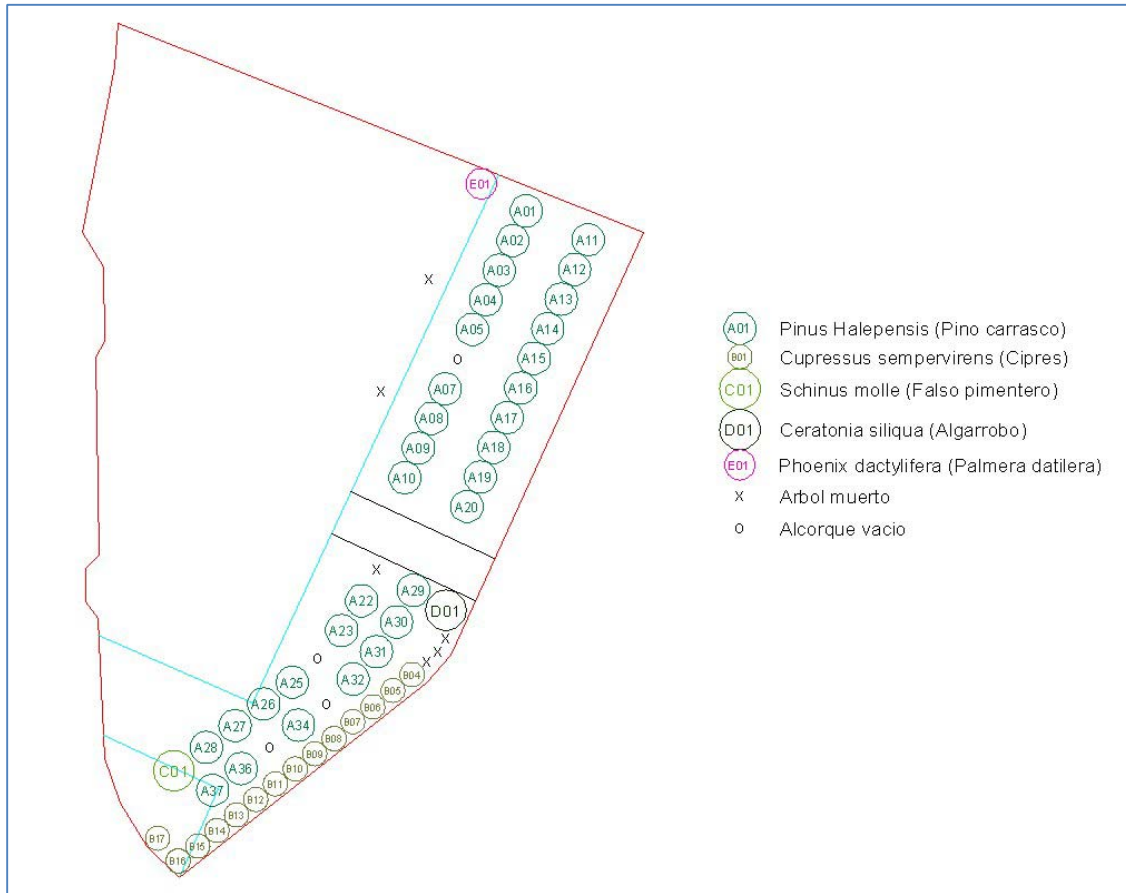 E01
A01
A11
A02
A12
A03
X
A04
A13
A05
A14
O
A15
X
A07
A16
A08
A17
A09
A18
A10
A19
A20
X
A29
A22
D01
A30
A23
X
A31
X
O
X
A32
B04
A25
B05
A26
O
B06
A27
A34
B07
B08
A28
O
B09
C01
A36
B10
A37
B11
B12
B13
B14
B17
B15
B16
A01 Pinus Halepensis (Pino carrasco)
B01 Cupressus sempervirens (Cipres)
C01 Schinus molle (Falso pimentero)
D01 Ceratonia siliqua (Algarrobo)
E01 Phoenix dactylifera (Palmera datilera)
X Arbol muerto
O Alcorque vacio